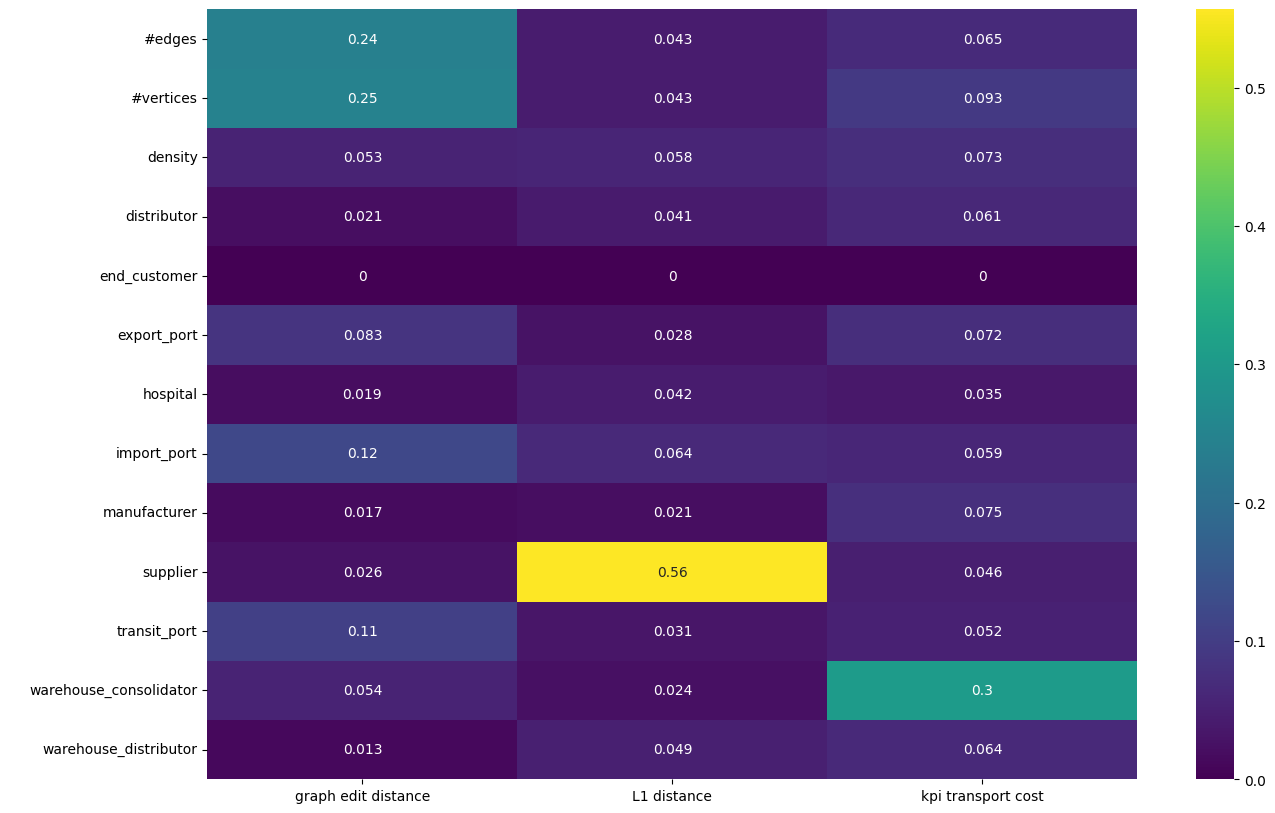 #edges 0.24 0.043 0.065
#vertices 0.25 0.043 0.093
density 0.053 0.058 0.073
distributor 0.021 0.041 0.061
end_customer 0 0 0
export_port 0.083 0.028 0.072
hospital 0.019 0.042 0.035
import_port 0.12 0.064 0.059
manufacturer 0.017 0.021 0.075
supplier 0.026 0.56 0.046
transit_port 0.11 0.031 0.052
warehouse_consolidator 0.054 0.024 0.3
warehouse_distributor 0.013 0.049 0.064
graph edit distance L1 distance kpi transport cost
0.5
0.4
0.3
0.2
0.1
0.0